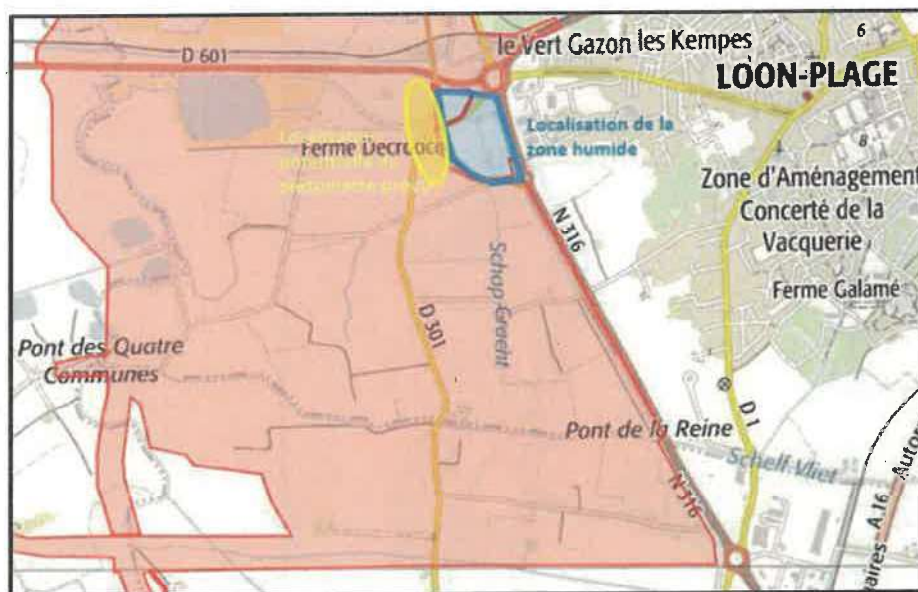 D 601
le Vert Gazon les Kempes
6
LOON-PLAGE
Localisation de la
zone humide
Ferme Decroocq
8
Zone d'Aménagement
Concerté de la
Vacquerie
N 316
Schap Gracht
Ferme Galamé
D 301
Pont des Quatre
Communes
D 1
Pont de la Reine
Schelf Vliet
N 316
A 16